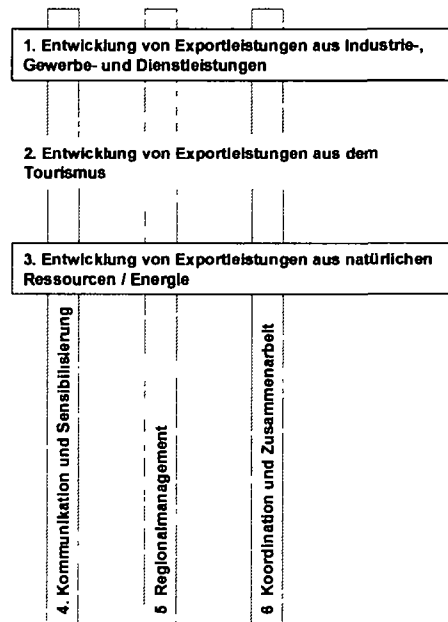 1. Entwicklung von Exportleistungen aus Industrie-,
Gewerbe- und Dienstleistungen
2. Entwicklung von Exportleistungen aus dem
Tourismus
3. Entwicklung von Exportleistungen aus natürlichen
Ressourcen / Energie
4. Kommunikation und Sensibilisierung
5 Regionalmanagement
6 Koordination und Zusammenarbeit